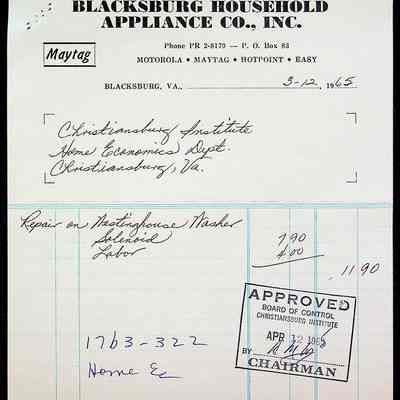 BLACKSBURG HOUSEHOLD
APPLIANCE CO., INC.
Maytag
Phone PR 2-8179 — P. O. Box 83
MOTOROLA • MAYTAG • HOTPOINT • EASY
BLACKSBURG, VA., 3-12, 1965
Christiansburg Institute
Home Economics Dept.
Christiansburg, Va.
Repair on Westinghouse Washer
Solenoid 7 90
Labor 4 00
11 90
APPROVED
BOARD OF CONTROL
CHRISTIANSBURG INSTITUTE
APR 12 1965
BY
CHAIRMAN
1763-322
Home Ec